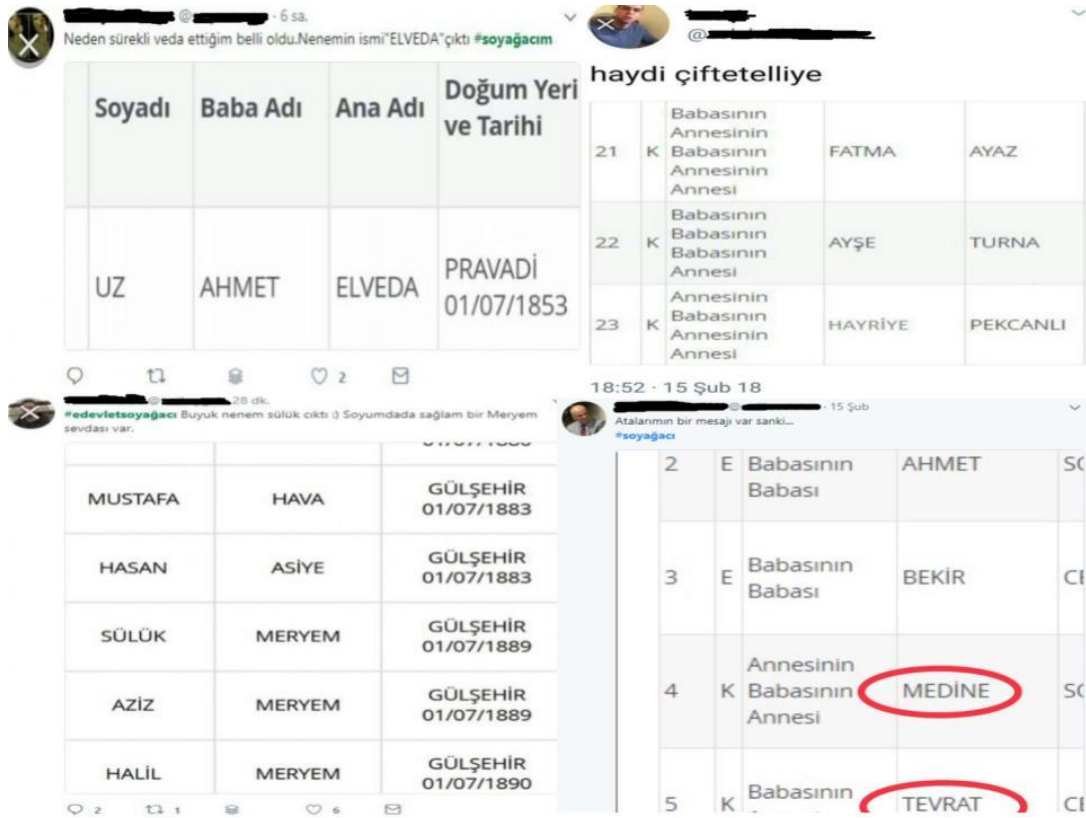 6 sa.
Neden sürekli veda ettiğim belli oldu.Nenemin ismi"ELVEDA"çıktı #soyağacım
Soyadı Baba Adı Ana Adı Doğum Yeri
ve Tarihi
UZ AHMET ELVEDA PRAVADİ
01/07/1853
2
@
haydi çiftetelliye
21 K Babasının
Annesinin
Babasının
Annesinin
Annesi
FATMA AYAZ
22 K Babasının
Babasının
Babasının
Annesi
AYŞE TURNA
23 K Annesinin
Babasının
Annesinin
Annesi
HAYRİYE PEKCANLI
18:52 · 15 Şub 18
28 dk.
#edevletsoyağacı Buyuk nenem sülük cıktı :) Soyumdada sağlam bir Meryem
sevdası var.
MUSTAFA HAVA GÜLŞEHİR
01/07/1883
HASAN ASİYE GÜLŞEHİR
01/07/1883
SÜLÜK MERYEM GÜLŞEHİR
01/07/1889
AZİZ MERYEM GÜLŞEHİR
01/07/1889
HALİL MERYEM GÜLŞEHİR
01/07/1890
2 1 6
· 15 Şub
Atalarımın bir mesajı var sanki...
#soyağacı
2 E Babasının
Babası
AHMET
3 E Babasının
Babası
BEKİR
4 K Annesinin
Babasının
Annesi
MEDİNE
5 K Babasının
TEVRAT